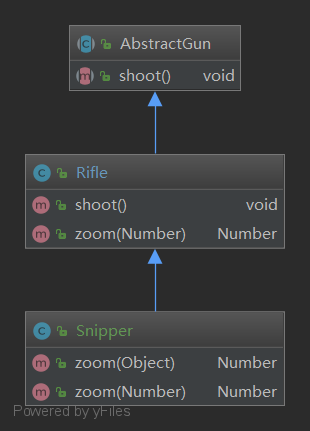 AbstractGun
shoot() void
Rifle
shoot() void
zoom(Number) Number
Snipper
zoom(Object) Number
zoom(Number) Number
Powered by yFiles